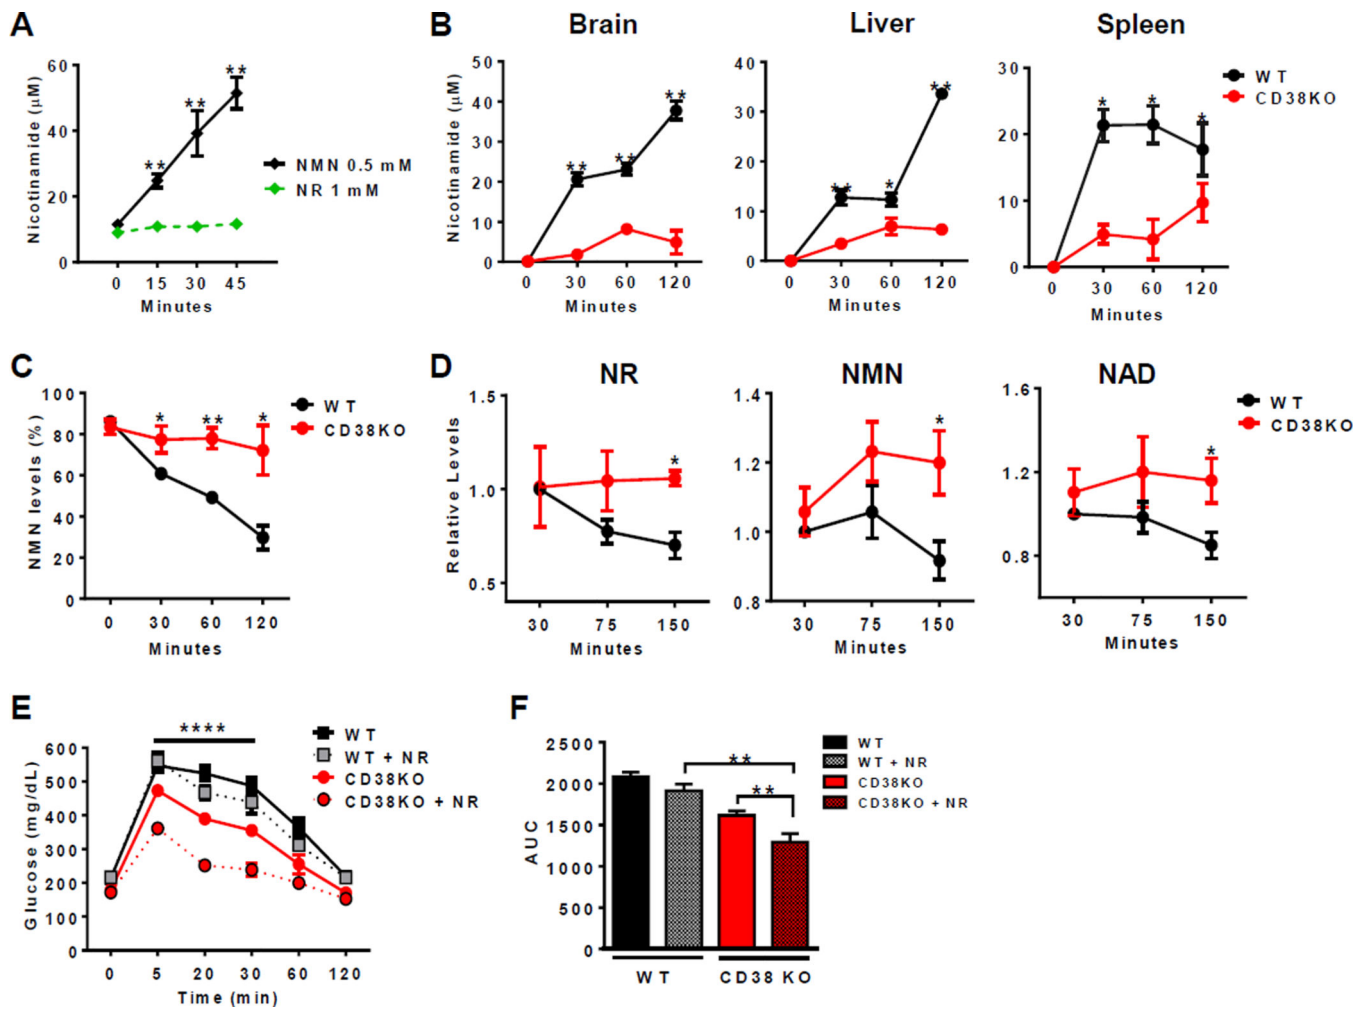 A
Nicotinamide (μM)
60
40
20
0
**
**
**
0 15 30 45
Minutes
NMN 0.5 mM
NR 1 mM
B
Brain
Nicotinamide (μM)
50
40
30
20
10
0
**
**
**
0 30 60 120
Minutes
Liver
40
30
20
10
0
**
*
**
0 30 60 120
Minutes
Spleen
30
20
10
0
*
*
*
0 30 60 120
Minutes
WT
CD38KO
C
NMN levels (%)
100
80
60
40
20
0
*
**
*
0 30 60 120
Minutes
WT
CD38KO
D
NR
Relative Levels
1.5
1.0
0.5
*
30 75 150
Minutes
NMN
1.4
1.2
1.0
0.8
*
30 75 150
Minutes
NAD
1.6
1.2
0.8
*
30 75 150
Minutes
WT
CD38KO
E
Glucose (mg/dL)
600
500
400
300
200
100
0
****
0 5 20 30 60 120
Time (min)
WT
WT + NR
CD38KO
CD38KO + NR
F
AUC
2500
2000
1500
1000
500
0
**
**
WT CD38 KO
WT
WT + NR
CD38KO
CD38KO + NR